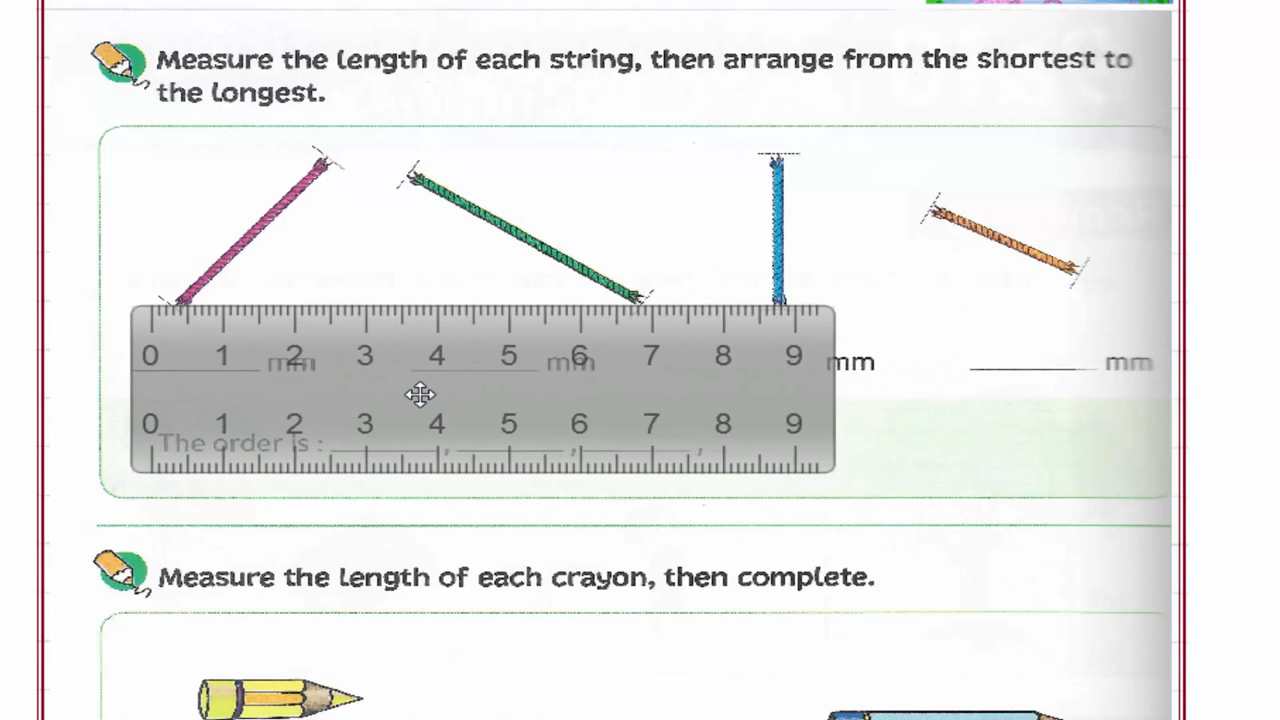 Measure the length of each string, then arrange from the shortest to
the longest.
0 1 2 3 4 5 6 7 8 9
mm mm mm mm
0 1 2 3 4 5 6 7 8 9
The order is : , , ,
Measure the length of each crayon, then complete.